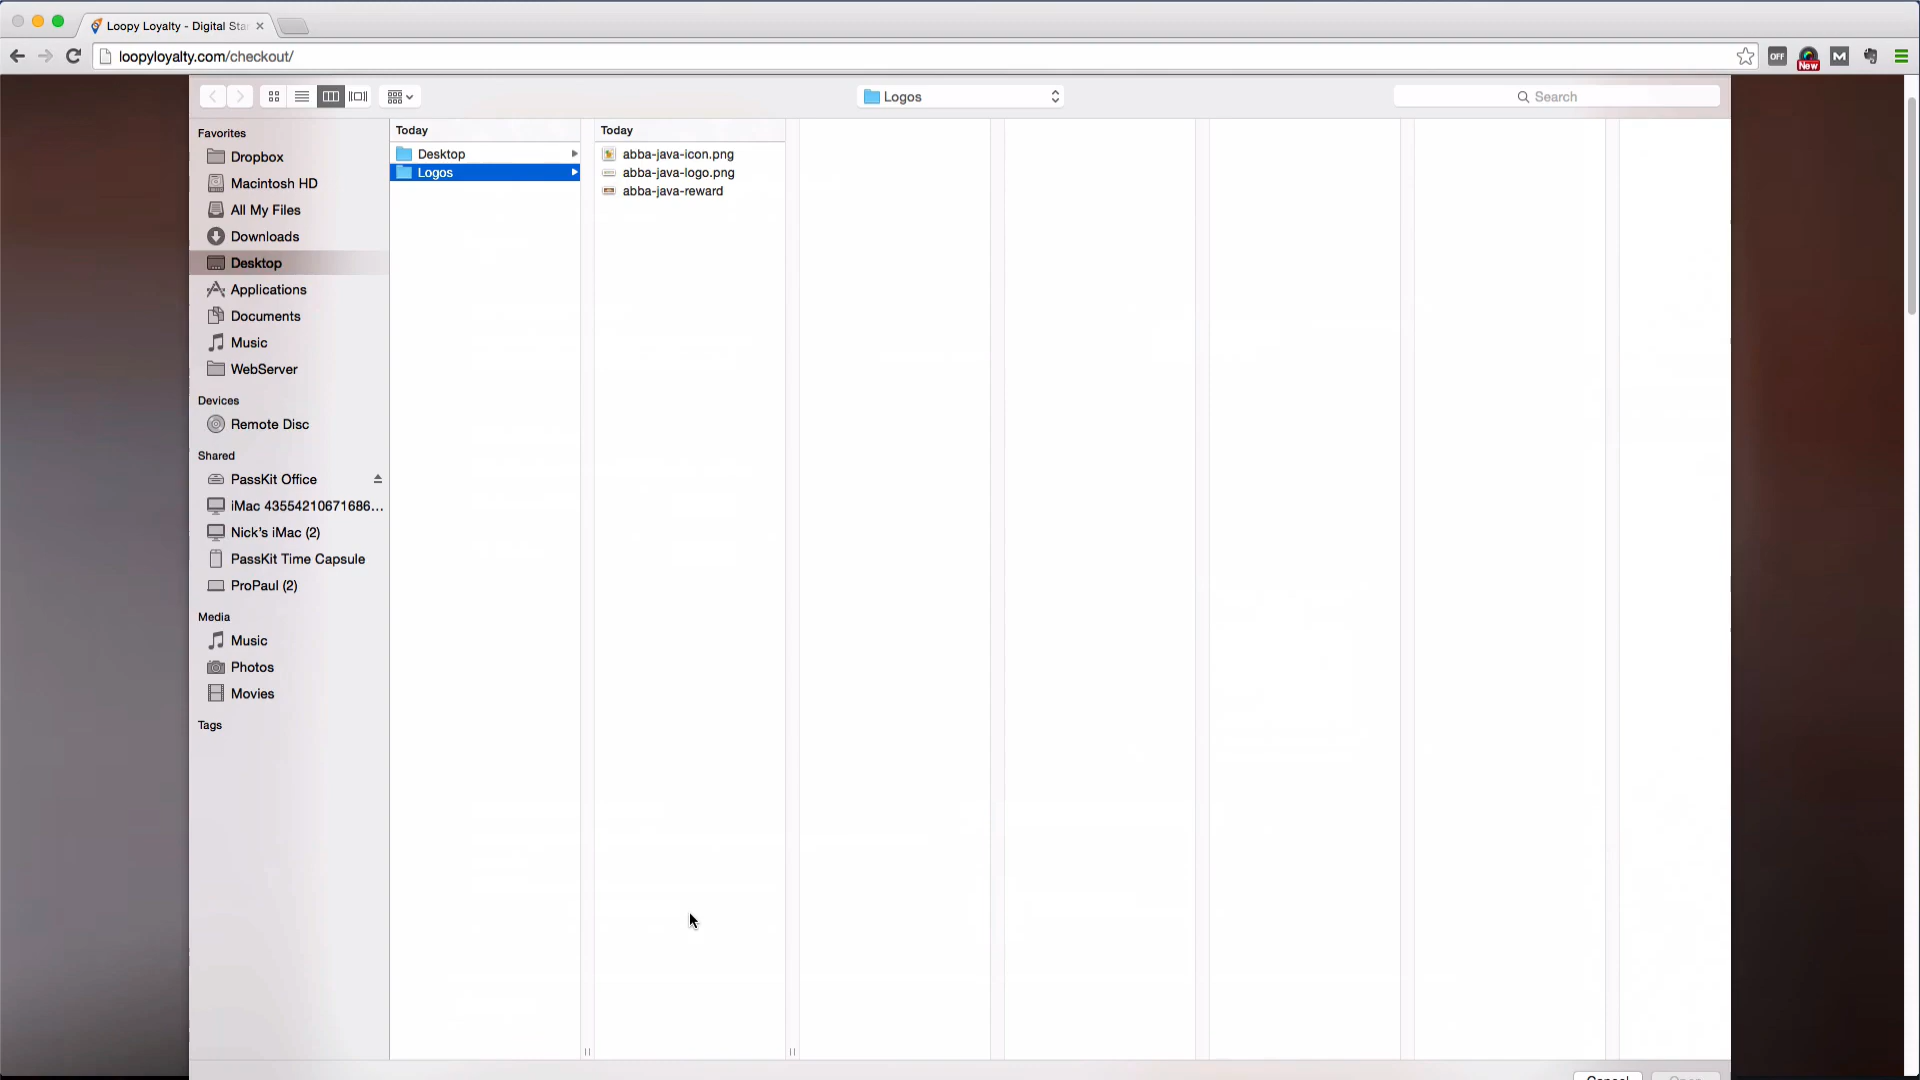 Loopy Loyalty - Digital Sta
loopyloyalty.com/checkout/
OFF
New
M
Logos
Search
Favorites
Dropbox
Macintosh HD
All My Files
Downloads
Desktop
Applications
Documents
Music
WebServer
Devices
Remote Disc
Shared
PassKit Office
iMac 43554210671686...
Nick's iMac (2)
PassKit Time Capsule
ProPaul (2)
Media
Music
Photos
Movies
Tags
Today
Desktop
Logos
Today
abba-java-icon.png
abba-java-logo.png
abba-java-reward
Cancel
Open